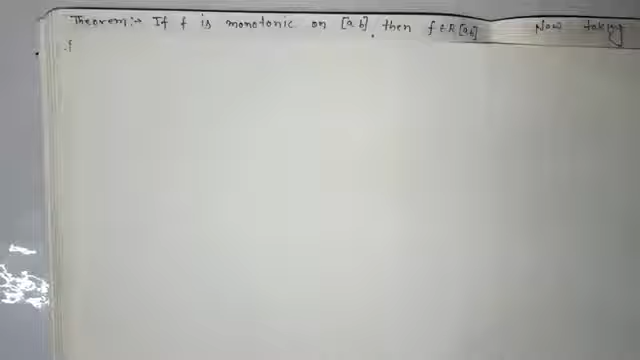 Theorem:→ If f is monotonic on [a b], then f ∈ R [a b]
Now taking
f